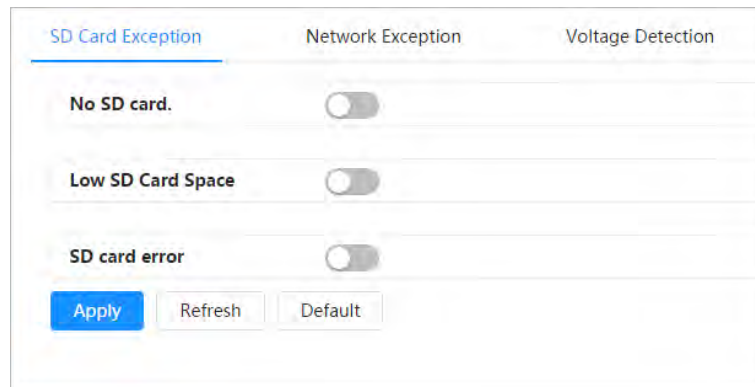 SD Card Exception Network Exception Voltage Detection
No SD card.
Low SD Card Space
SD card error
Apply Refresh Default